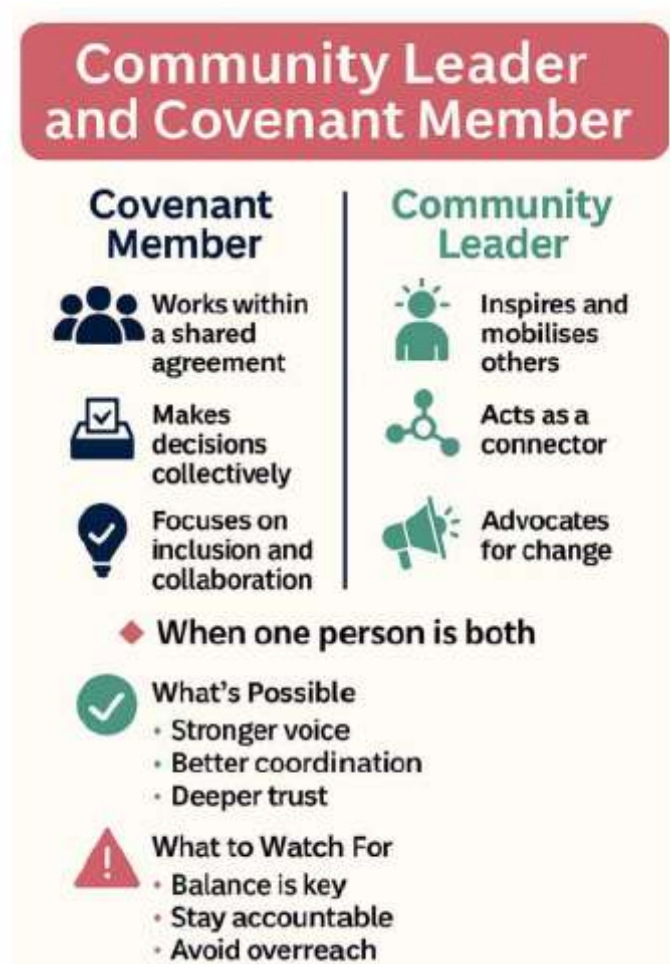 Community Leader
and Covenant Member
Covenant
Member
Works within
a shared
agreement
Makes
decisions
collectively
Focuses on
inclusion and
collaboration
Community
Leader
Inspires and
mobilises
others
Acts as a
connector
Advocates
for change
When one person is both
What's Possible
• Stronger voice
• Better coordination
• Deeper trust
What to Watch For
• Balance is key
• Stay accountable
• Avoid overreach